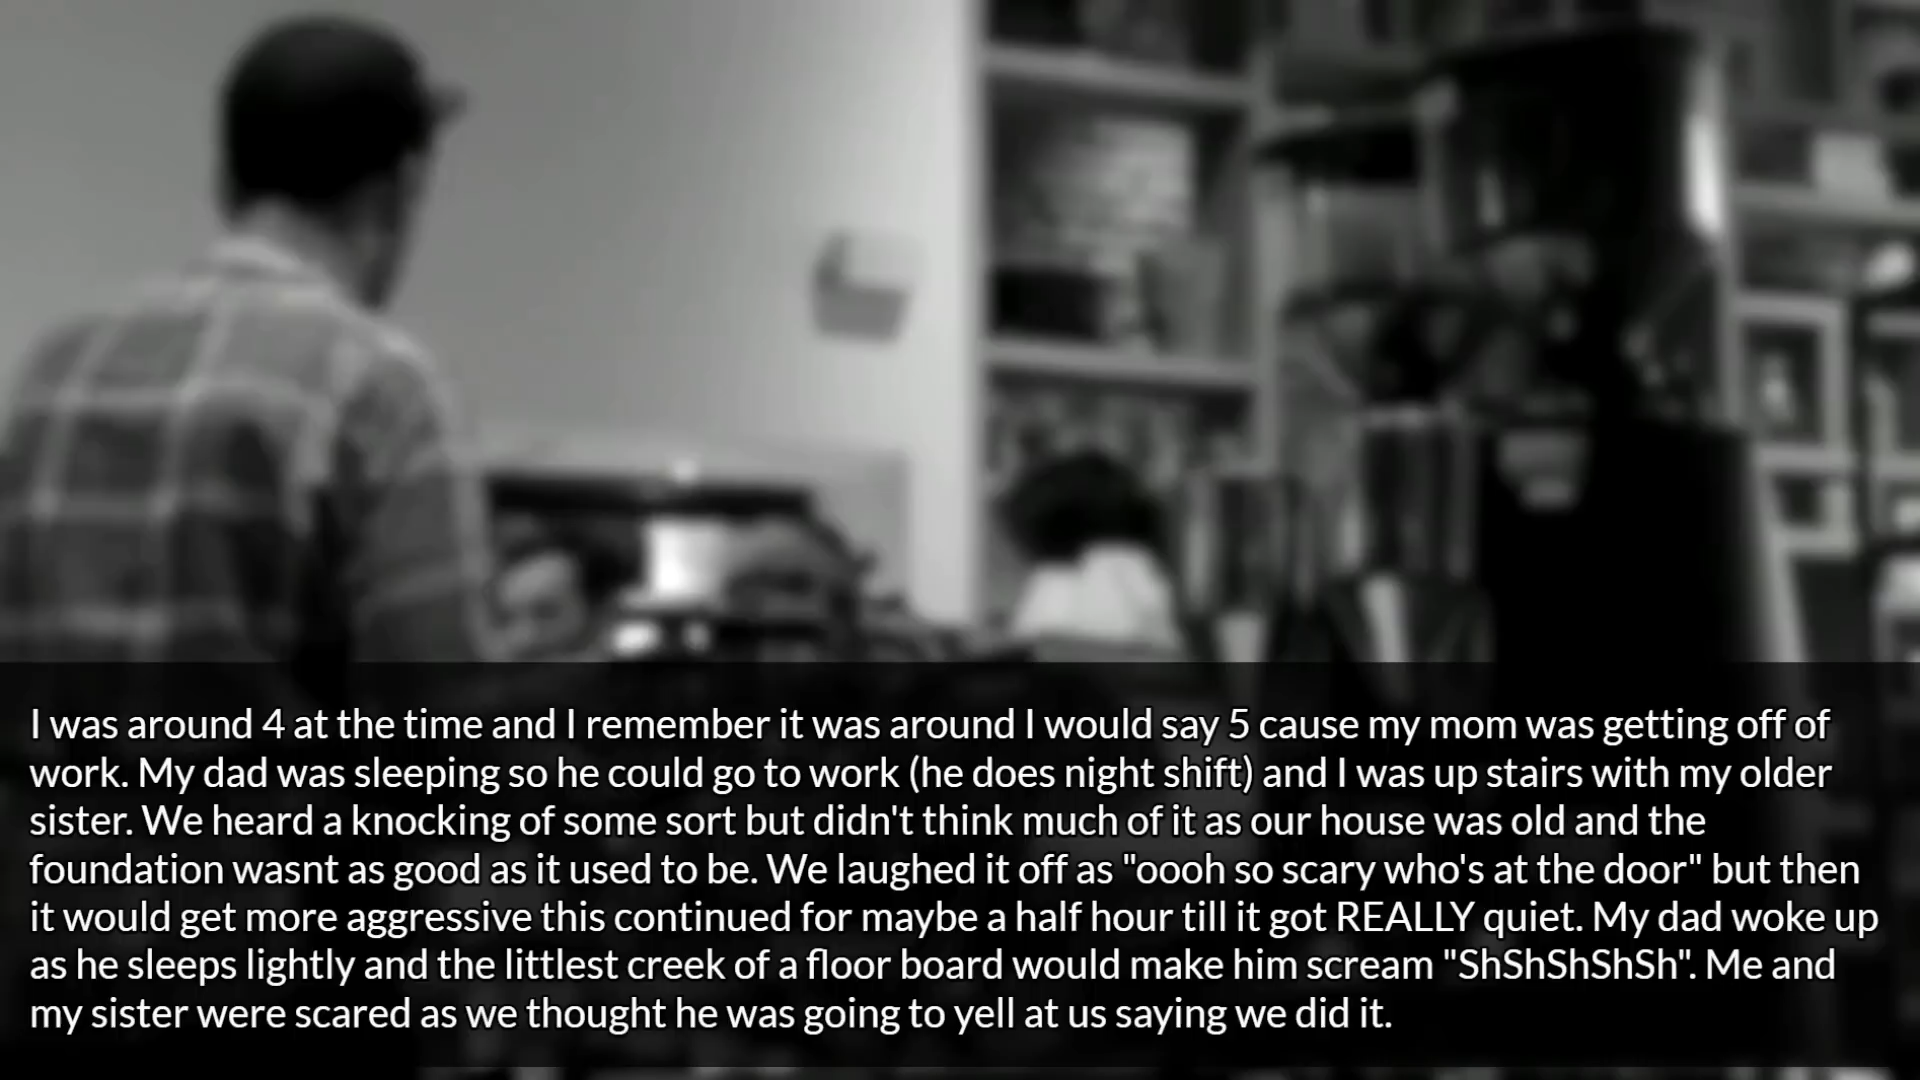 I was around 4 at the time and I remember it was around I would say 5 cause my mom was getting off of
work. My dad was sleeping so he could go to work (he does night shift) and I was up stairs with my older
sister. We heard a knocking of some sort but didn't think much of it as our house was old and the
foundation wasnt as good as it used to be. We laughed it off as "oooh so scary who's at the door" but then
it would get more aggressive this continued for maybe a half hour till it got REALLY quiet. My dad woke up
as he sleeps lightly and the littlest creek of a floor board would make him scream "ShShShShSh". Me and
my sister were scared as we thought he was going to yell at us saying we did it.